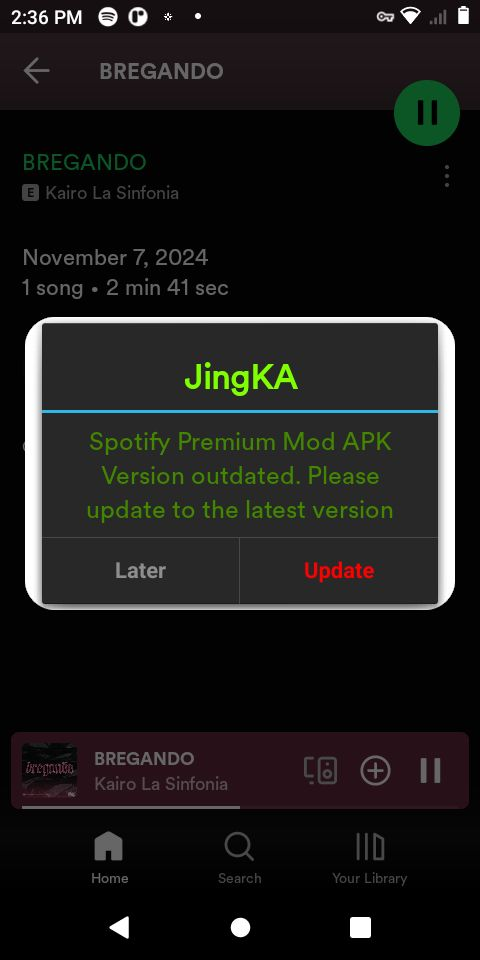 2:36 PM
BREGANDO
BREGANDO
E Kairo La Sinfonia
November 7, 2024
1 song • 2 min 41 sec
JingKA
Spotify Premium Mod APK
Version outdated. Please
update to the latest version
Later
Update
bregando
BREGANDO
Kairo La Sinfonia
Home
Search
Your Library